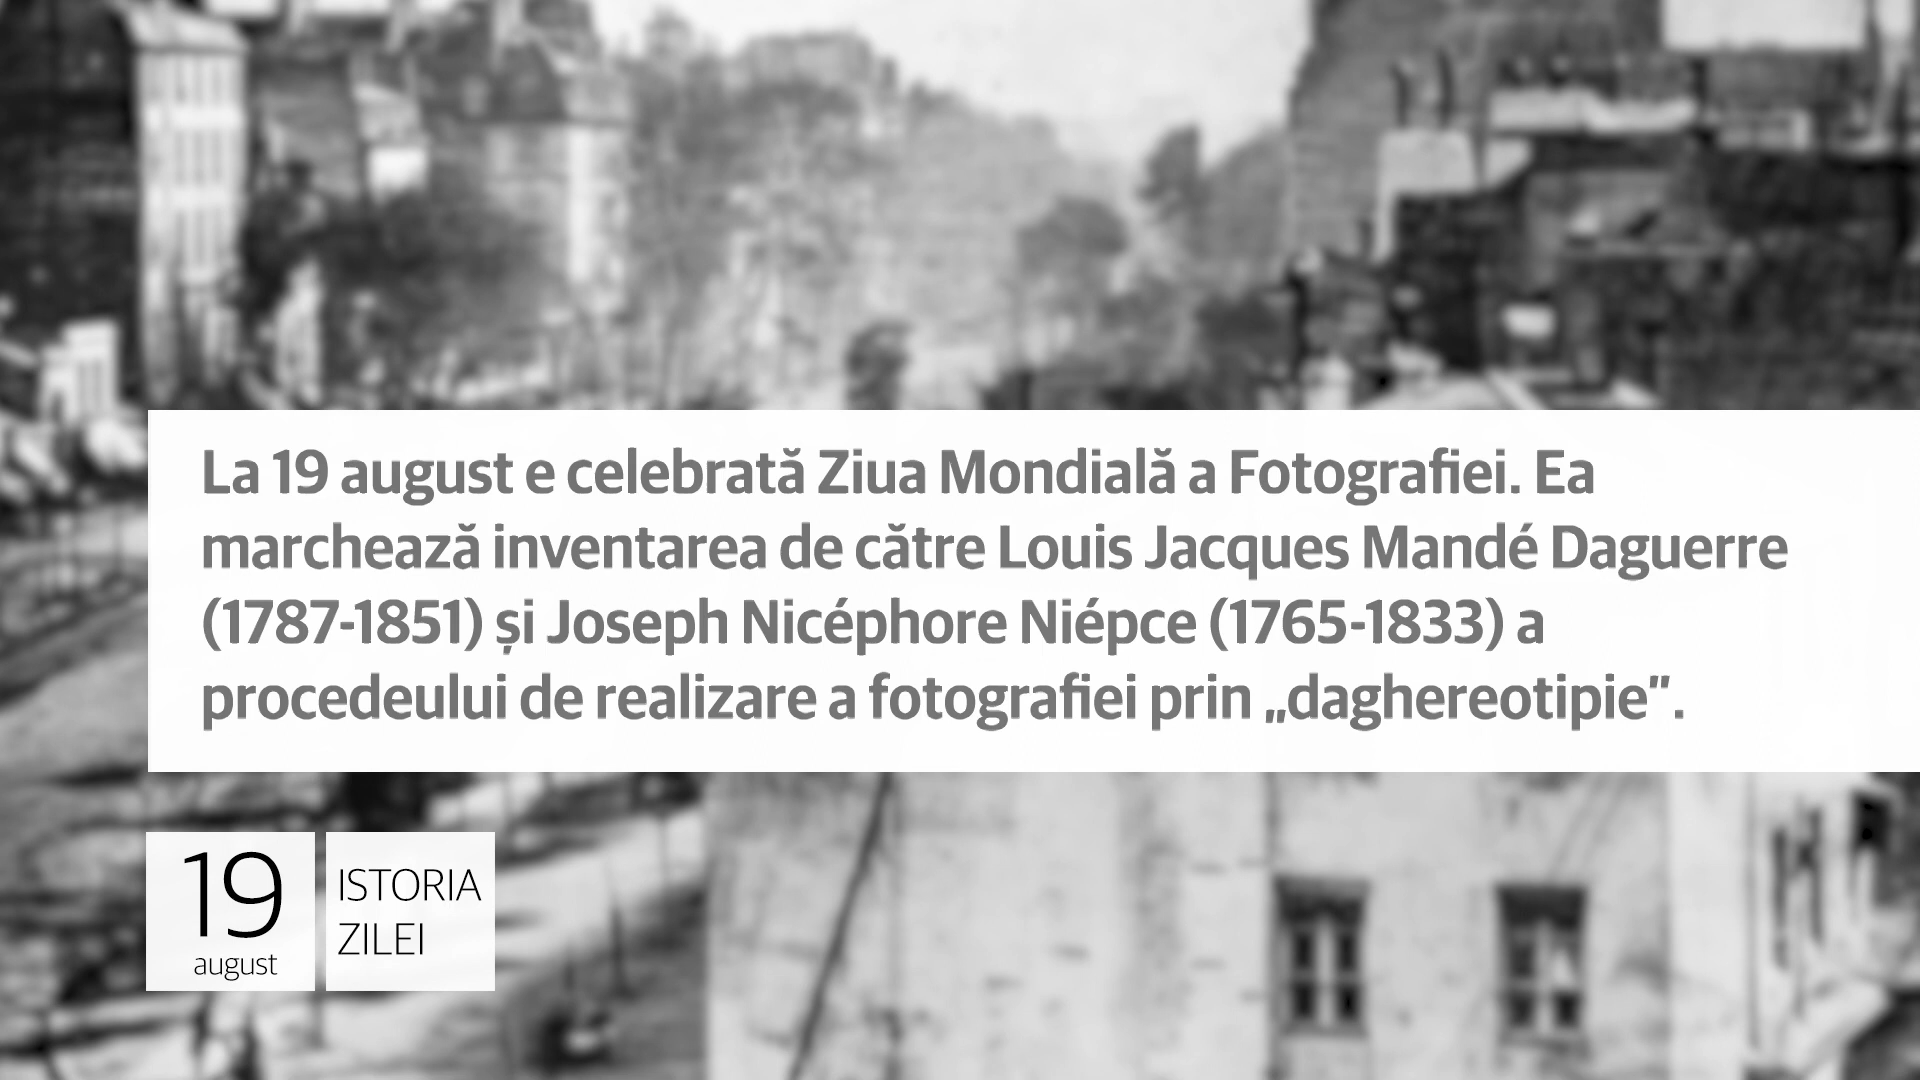 La 19 august e celebrată Ziua Mondială a Fotografiei. Ea
marchează inventarea de către Louis Jacques Mandé Daguerre
(1787-1851) și Joseph Nicéphore Niépce (1765-1833) a
procedeului de realizare a fotografiei prin „daghereotipie”.
19
august
ISTORIA
ZILEI